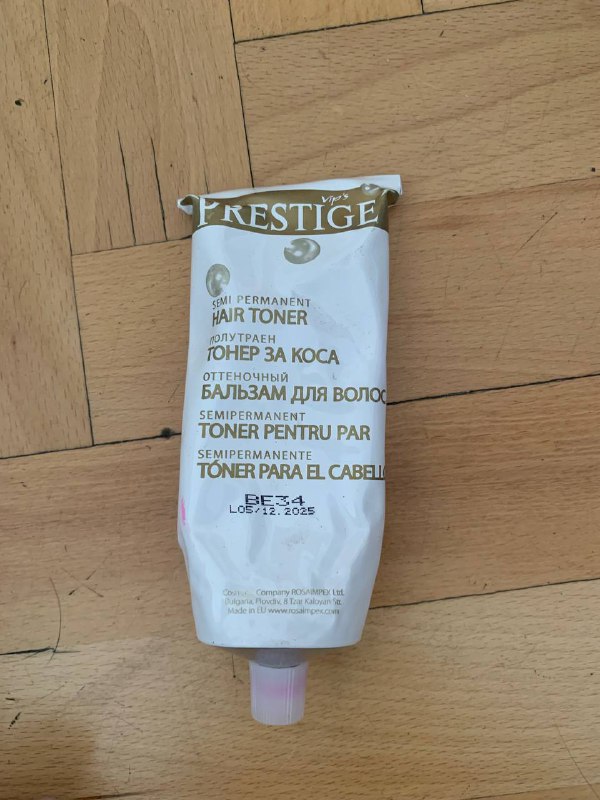 Vip's
PRESTIGE
SEMI PERMANENT
HAIR TONER
ПОЛУТРАЕН
ТОНЕР ЗА КОСА
ОТТЕНОЧНЫЙ
БАЛЬЗАМ ДЛЯ ВОЛОС
SEMIPERMANENT
TONER PENTRU PAR
SEMIPERMANENTE
TÓNER PARA EL CABELLO
BE34
L05/12.2025
Cosmetic Company ROSAIMPEX Ltd.
Bulgaria, Plovdiv, 8 Tzar Kaloyan Str.
Made in EU www.rosaimpex.com